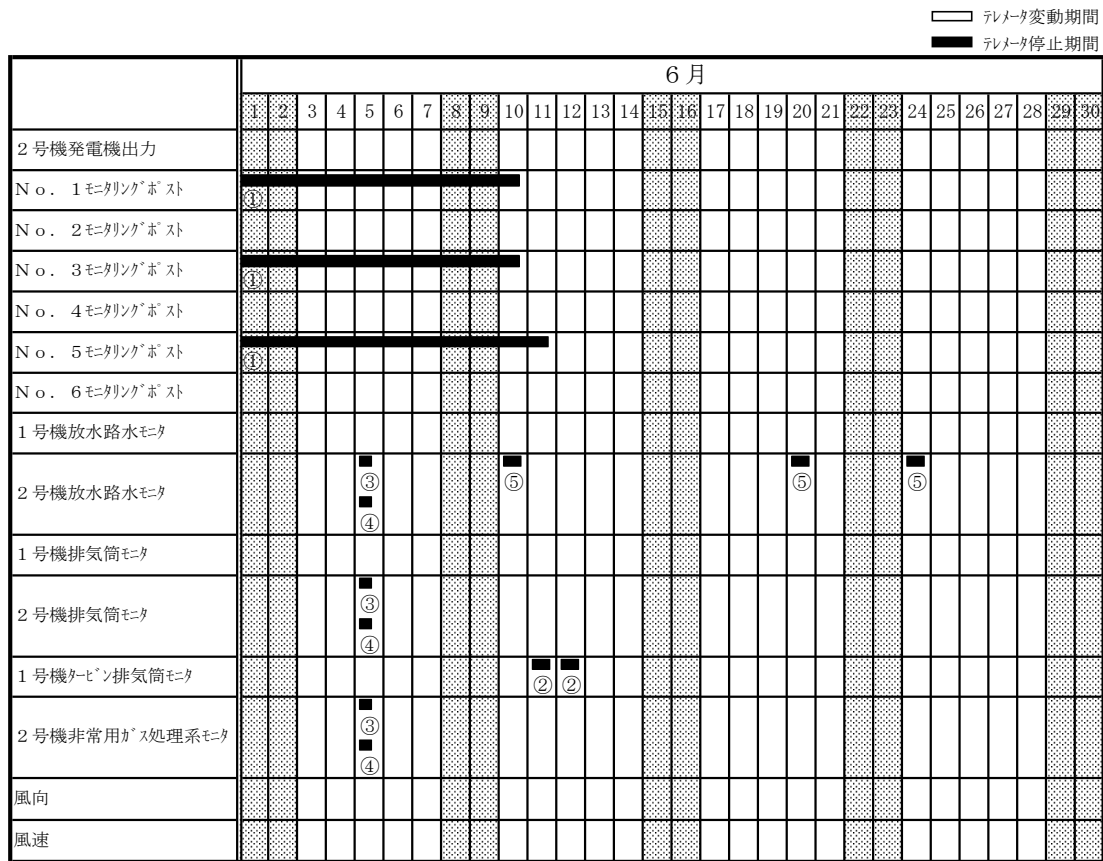 テレメータ変動期間
テレメータ停止期間
6月
1 2 3 4 5 6 7 8 9 10 11 12 13 14 15 16 17 18 19 20 21 22 23 24 25 26 27 28 29 30
2号機発電機出力
No. 1モニタリングポスト
①
No. 2モニタリングポスト
No. 3モニタリングポスト
①
No. 4モニタリングポスト
No. 5モニタリングポスト
①
No. 6モニタリングポスト
1号機放水路水モニタ
2号機放水路水モニタ
③ ⑤ ⑤ ⑤
④
1号機排気筒モニタ
2号機排気筒モニタ
③
④
1号機タービン排気筒モニタ
② ②
2号機非常用ガス処理系モニタ
③
④
風向
風速